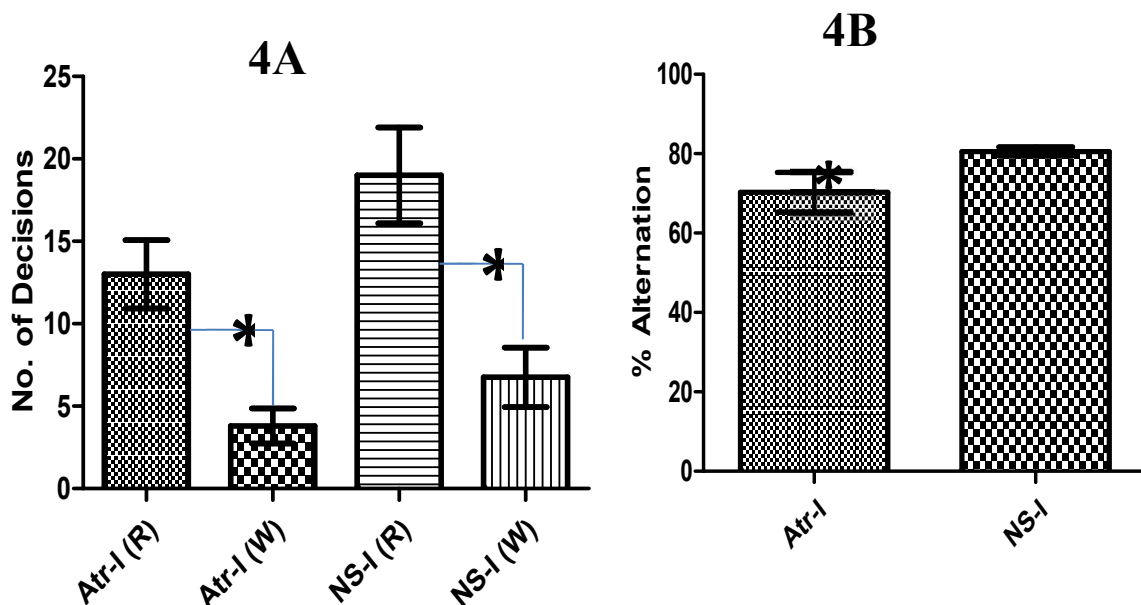 4A
No. of Decisions
25
20
15
10
5
0
*
*
Atr-I (R)
Atr-I (W)
NS-I (R)
NS-I (W)
4B
% Alternation
100
80
60
40
20
0
*
Atr-I
NS-I